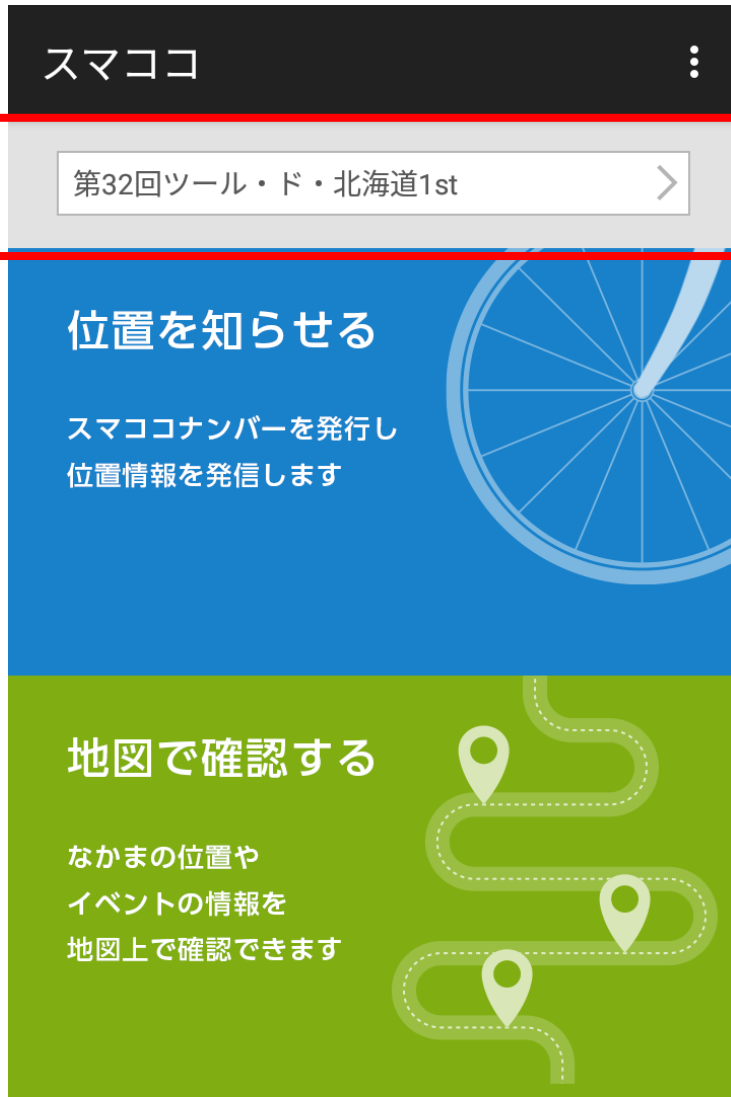 スマココ
第32回ツール・ド・北海道1st
位置を知らせる
スマココナンバーを発行し
位置情報を発信します
地図で確認する
なかまの位置や
イベントの情報を
地図上で確認できます